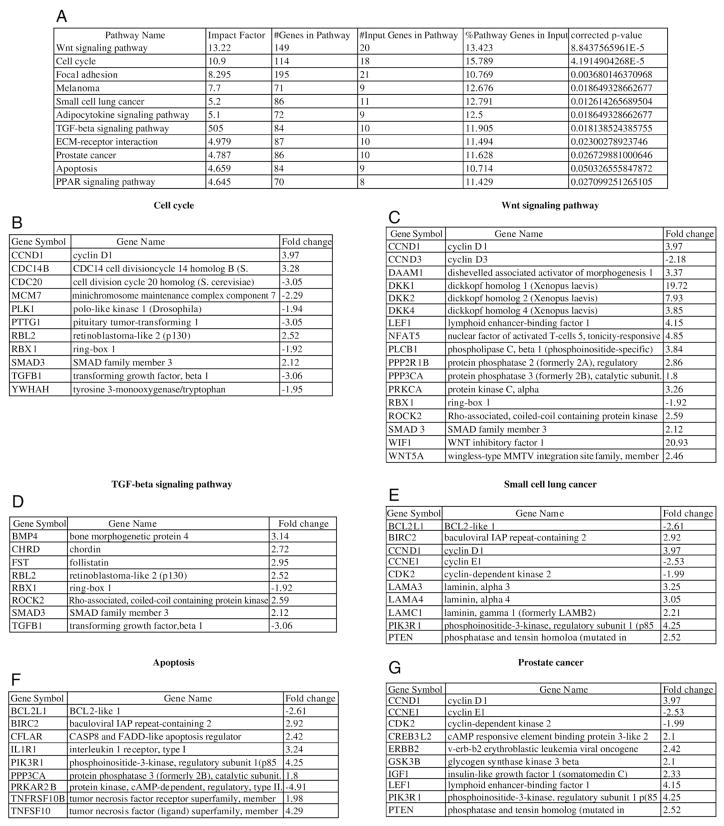 A
Pathway Name Impact Factor #Genes in Pathway #Input Genes in Pathway %Pathway Genes in Input corrected p-value
Wnt signaling pathway 13.22 149 20 13.423 8.8437565961E-5
Cell cycle 10.9 114 18 15.789 4.1914904268E-5
Focal adhesion 8.295 195 21 10.769 0.003680146370968
Melanoma 7.7 71 9 12.676 0.018649328662677
Small cell lung cancer 5.2 86 11 12.791 0.012614265689504
Adipocytokine signaling pathway 5.1 72 9 12.5 0.018649328662677
TGF-beta signaling pathway 505 84 10 11.905 0.018138524385755
ECM-receptor interaction 4.979 87 10 11.494 0.02300278923746
Prostate cancer 4.787 86 10 11.628 0.026729881000646
Apoptosis 4.659 84 9 10.714 0.050326555847872
PPAR signaling pathway 4.645 70 8 11.429 0.027099251265105
Cell cycle
B
Gene Symbol Gene Name Fold change
CCND1 cyclin D1 3.97
CDC14B CDC14 cell divisioncycle 14 homolog B (S. 3.28
CDC20 cell division cycle 20 homolog (S. cerevisiae) -3.05
MCM7 minichromosome maintenance complex component 7 -2.29
PLK1 polo-like kinase 1 (Drosophila) -1.94
PTTG1 pituitary tumor-transforming 1 -3.05
RBL2 retinoblastoma-like 2 (p130) 2.52
RBX1 ring-box 1 -1.92
SMAD3 SMAD family member 3 2.12
TGFB1 transforming growth factor, beta 1 -3.06
YWHAH tyrosine 3-monooxygenase/tryptophan -1.95
Wnt signaling pathway
C
Gene Symbol Gene Name Fold change
CCND1 cyclin D1 3.97
CCND3 cyclin D3 -2.18
DAAM1 dishevelled associated activator of morphogenesis 1 3.37
DKK1 dickkopf homolog 1 (Xenopus laevis) 19.72
DKK2 dickkopf homolog 2 (Xenopus laevis) 7.93
DKK4 dickkopf homolog 4 (Xenopus laevis) 3.85
LEF1 lymphoid enhancer-binding factor 1 4.15
NFAT5 nuclear factor of activated T-cells 5, tonicity-responsive 4.85
PLCB1 phospholipase C, beta 1 (phosphoinositide-specific) 3.84
PPP2R1B protein phosphatase 2 (formerly 2A), regulatory 2.86
PPP3CA protein phosphatase 3 (formerly 2B), catalytic subunit. 1.8
PRKCA protein kinase C, alpha 3.26
RBX1 ring-box 1 -1.92
ROCK2 Rho-associated, coiled-coil containing protein kinase 2.59
SMAD 3 SMAD family member 3 2.12
WIF1 WNT inhibitory factor 1 20.93
WNT5A wingless-type MMTV integration site family, member 2.46
TGF-beta signaling pathway
D
Gene Symbol Gene Name Fold change
BMP4 bone morphogenetic protein 4 3.14
CHRD chordin 2.72
FST follistatin 2.95
RBL2 retinoblastoma-like 2 (p130) 2.52
RBX1 ring-box 1 -1.92
ROCK2 Rho-associated, coiled-coil containing protein kinase 2.59
SMAD3 SMAD family member 3 2.12
TGFB1 transforming growth factor,beta 1 -3.06
Small cell lung cancer
E
Gene Symbol Gene Name Fold change
BCL2L1 BCL2-like 1 -2.61
BIRC2 baculoviral IAP repeat-containing 2 2.92
CCND1 cyclin D1 3.97
CCNE1 cyclin E1 -2.53
CDK2 cyclin-dependent kinase 2 -1.99
LAMA3 laminin, alpha 3 3.25
LAMA4 laminin, alpha 4 3.05
LAMC1 laminin, gamma 1 (formerly LAMB2) 2.21
PIK3R1 phosphoinositide-3-kinase, regulatory subunit 1 (p85 4.25
PTEN phosphatase and tensin homoloa (mutated in 2.52
Apoptosis
F
Gene Symbol Gene Name Fold change
BCL2L1 BCL2-like 1 -2.61
BIRC2 baculoviral IAP repeat-containing 2 2.92
CFLAR CASP8 and FADD-like apoptosis regulator 2.42
IL1R1 interleukin 1 receptor, type I 3.24
PIK3R1 phosphoinositide-3-kinase, regulatory subunit 1(p85 4.25
PPP3CA protein phosphatase 3 (formerly 2B), catalytic subunit. 1.8
PRKAR2B protein kinase, cAMP-dependent, regulatory, type II. -4.91
TNFRSF10B tumor necrosis factor receptor superfamily, member 1.98
TNFSF10 tumor necrosis factor (ligand) superfamily, member 4.29
Prostate cancer
G
Gene Symbol Gene Name Fold change
CCND1 cyclin D1 3.97
CCNE1 cyclin E1 -2.53
CDK2 cyclin-dependent kinase 2 -1.99
CREB3L2 cAMP responsive element binding protein 3-like 2 2.1
ERBB2 v-erb-b2 erythroblastic leukemia viral oncogene 2.42
GSK3B glycogen synthase kinase 3 beta 2.1
IGF1 insulin-like growth factor 1 (somatomedin C) 2.33
LEF1 lymphoid enhancer-binding factor 1 4.15
PIK3R1 phosphoinositide-3-kinase. regulatory subunit 1 p(85 4.25
PTEN phosphatase and tensin homolog (mutated in 2.52